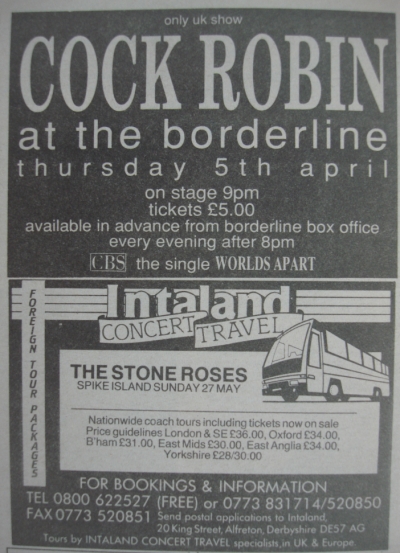 only uk show
COCK ROBIN
at the borderline
thursday 5th april
on stage 9pm
tickets £5.00
available in advance from borderline box office
every evening after 8pm
CBS the single WORLDS APART
Intaland
CONCERT TRAVEL
FOREIGN TOUR PACKAGES
THE STONE ROSES
SPIKE ISLAND SUNDAY 27 MAY
Nationwide coach tours including tickets now on sale
Price guidelines London & SE £36.00, Oxford £34.00,
B'ham £31.00, East Mids £30.00, East Anglia £34.00,
Yorkshire £28/30.00
FOR BOOKINGS & INFORMATION
TEL 0800 622527 (FREE) or 0773 831714/520850
FAX 0773 520851 Send postal applications to Intaland,
20 King Street, Alfreton, Derbyshire DE57 AG
Tours by INTALAND CONCERT TRAVEL specialists in UK & Europe.